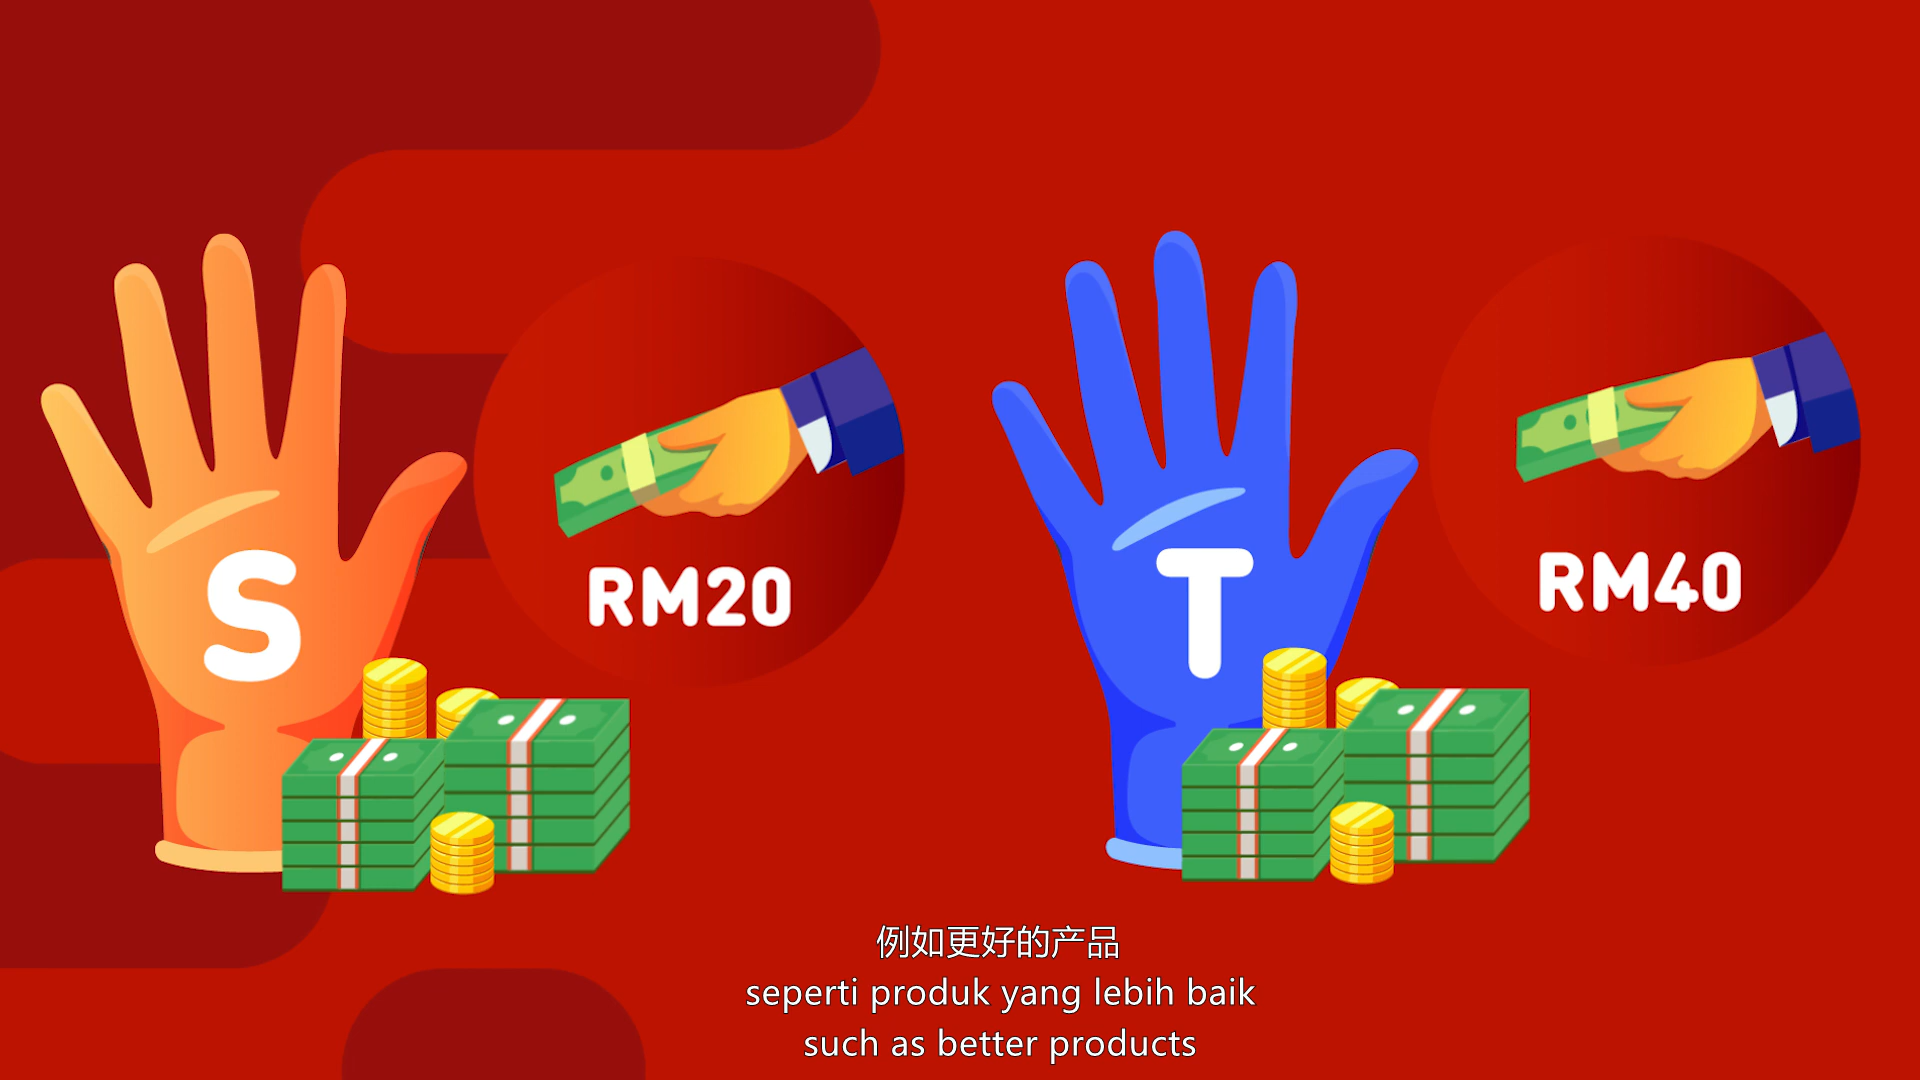 S
RM20
T
RM40
例如更好的产品
seperti produk yang lebih baik
such as better products